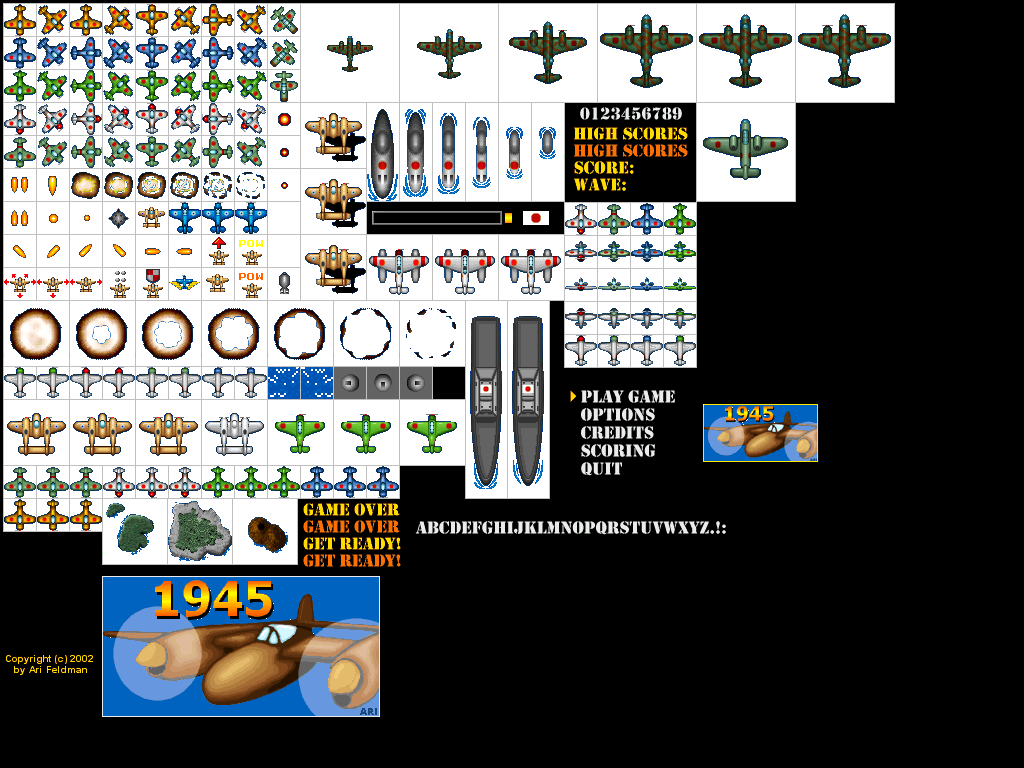 0123456789
HIGH SCORES
HIGH SCORES
SCORE:
WAVE:
POW
POW
PLAY GAME
OPTIONS
CREDITS
SCORING
QUIT
1945
GAME OVER
GAME OVER
GET READY!
GET READY!
ABCDEFGHIJKLMNOPQRSTUVWXYZ.!:
1945
Copyright (c) 2002
by Ari Feldman
ARI